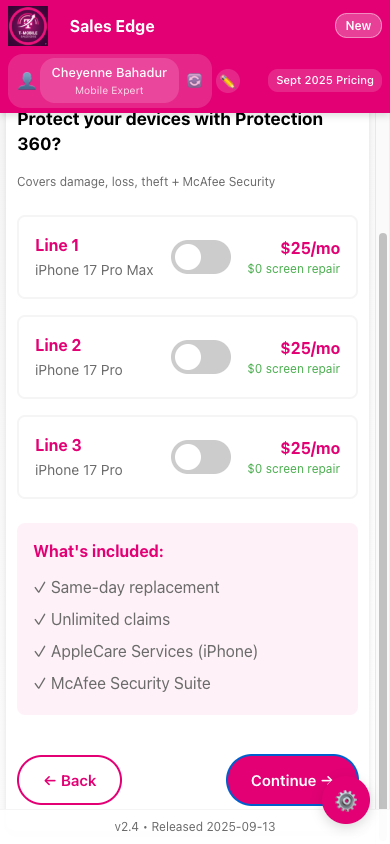 T-MOBILE
Sales Edge
New
Cheyenne Bahadur
Mobile Expert
Sept 2025 Pricing
Protect your devices with Protection
360?
Covers damage, loss, theft + McAfee Security
Line 1
iPhone 17 Pro Max
$25/mo
$0 screen repair
Line 2
iPhone 17 Pro
$25/mo
$0 screen repair
Line 3
iPhone 17 Pro
$25/mo
$0 screen repair
What's included:
✓ Same-day replacement
✓ Unlimited claims
✓ AppleCare Services (iPhone)
✓ McAfee Security Suite
← Back
Continue →
v2.4 • Released 2025-09-13